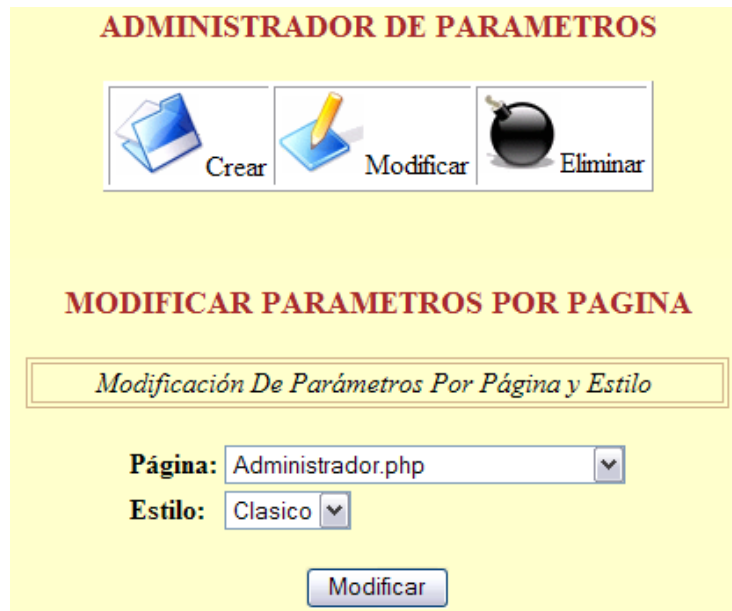 ADMINISTRADOR DE PARAMETROS
Crear Modificar Eliminar
MODIFICAR PARAMETROS POR PAGINA
Modificación De Parámetros Por Página y Estilo
Página: Administrador.php
Estilo: Clasico
Modificar